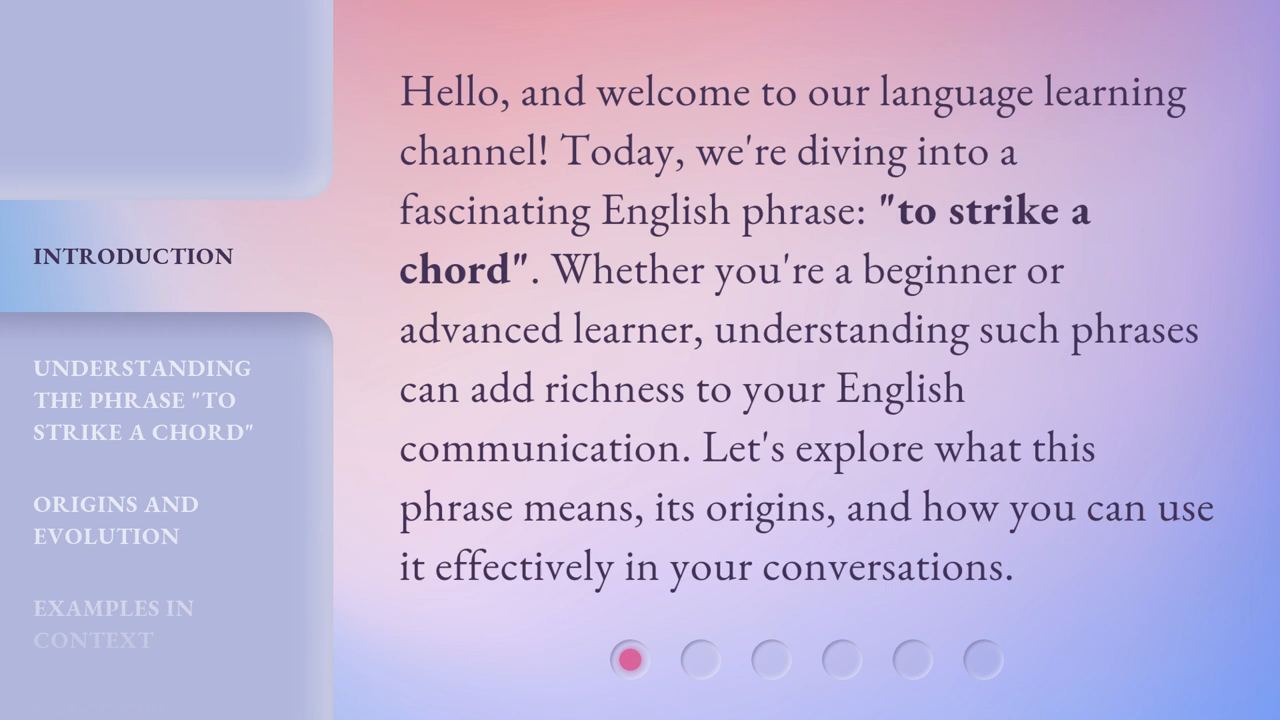 INTRODUCTION
UNDERSTANDING
THE PHRASE "TO
STRIKE A CHORD"
ORIGINS AND
EVOLUTION
EXAMPLES IN
CONTEXT
Hello, and welcome to our language learning
channel! Today, we're diving into a
fascinating English phrase: "to strike a
chord". Whether you're a beginner or
advanced learner, understanding such phrases
can add richness to your English
communication. Let's explore what this
phrase means, its origins, and how you can use
it effectively in your conversations.